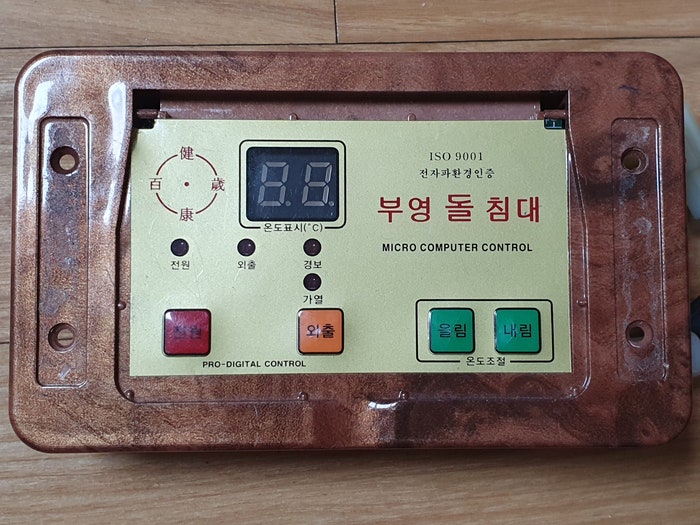 健
百 歲
康
온도표시(°C)
ISO 9001
전자파환경인증
부영 돌 침대
MICRO COMPUTER CONTROL
전원 외출 경보
가열
전원 외출 올림 내림
PRO-DIGITAL CONTROL
온도조절